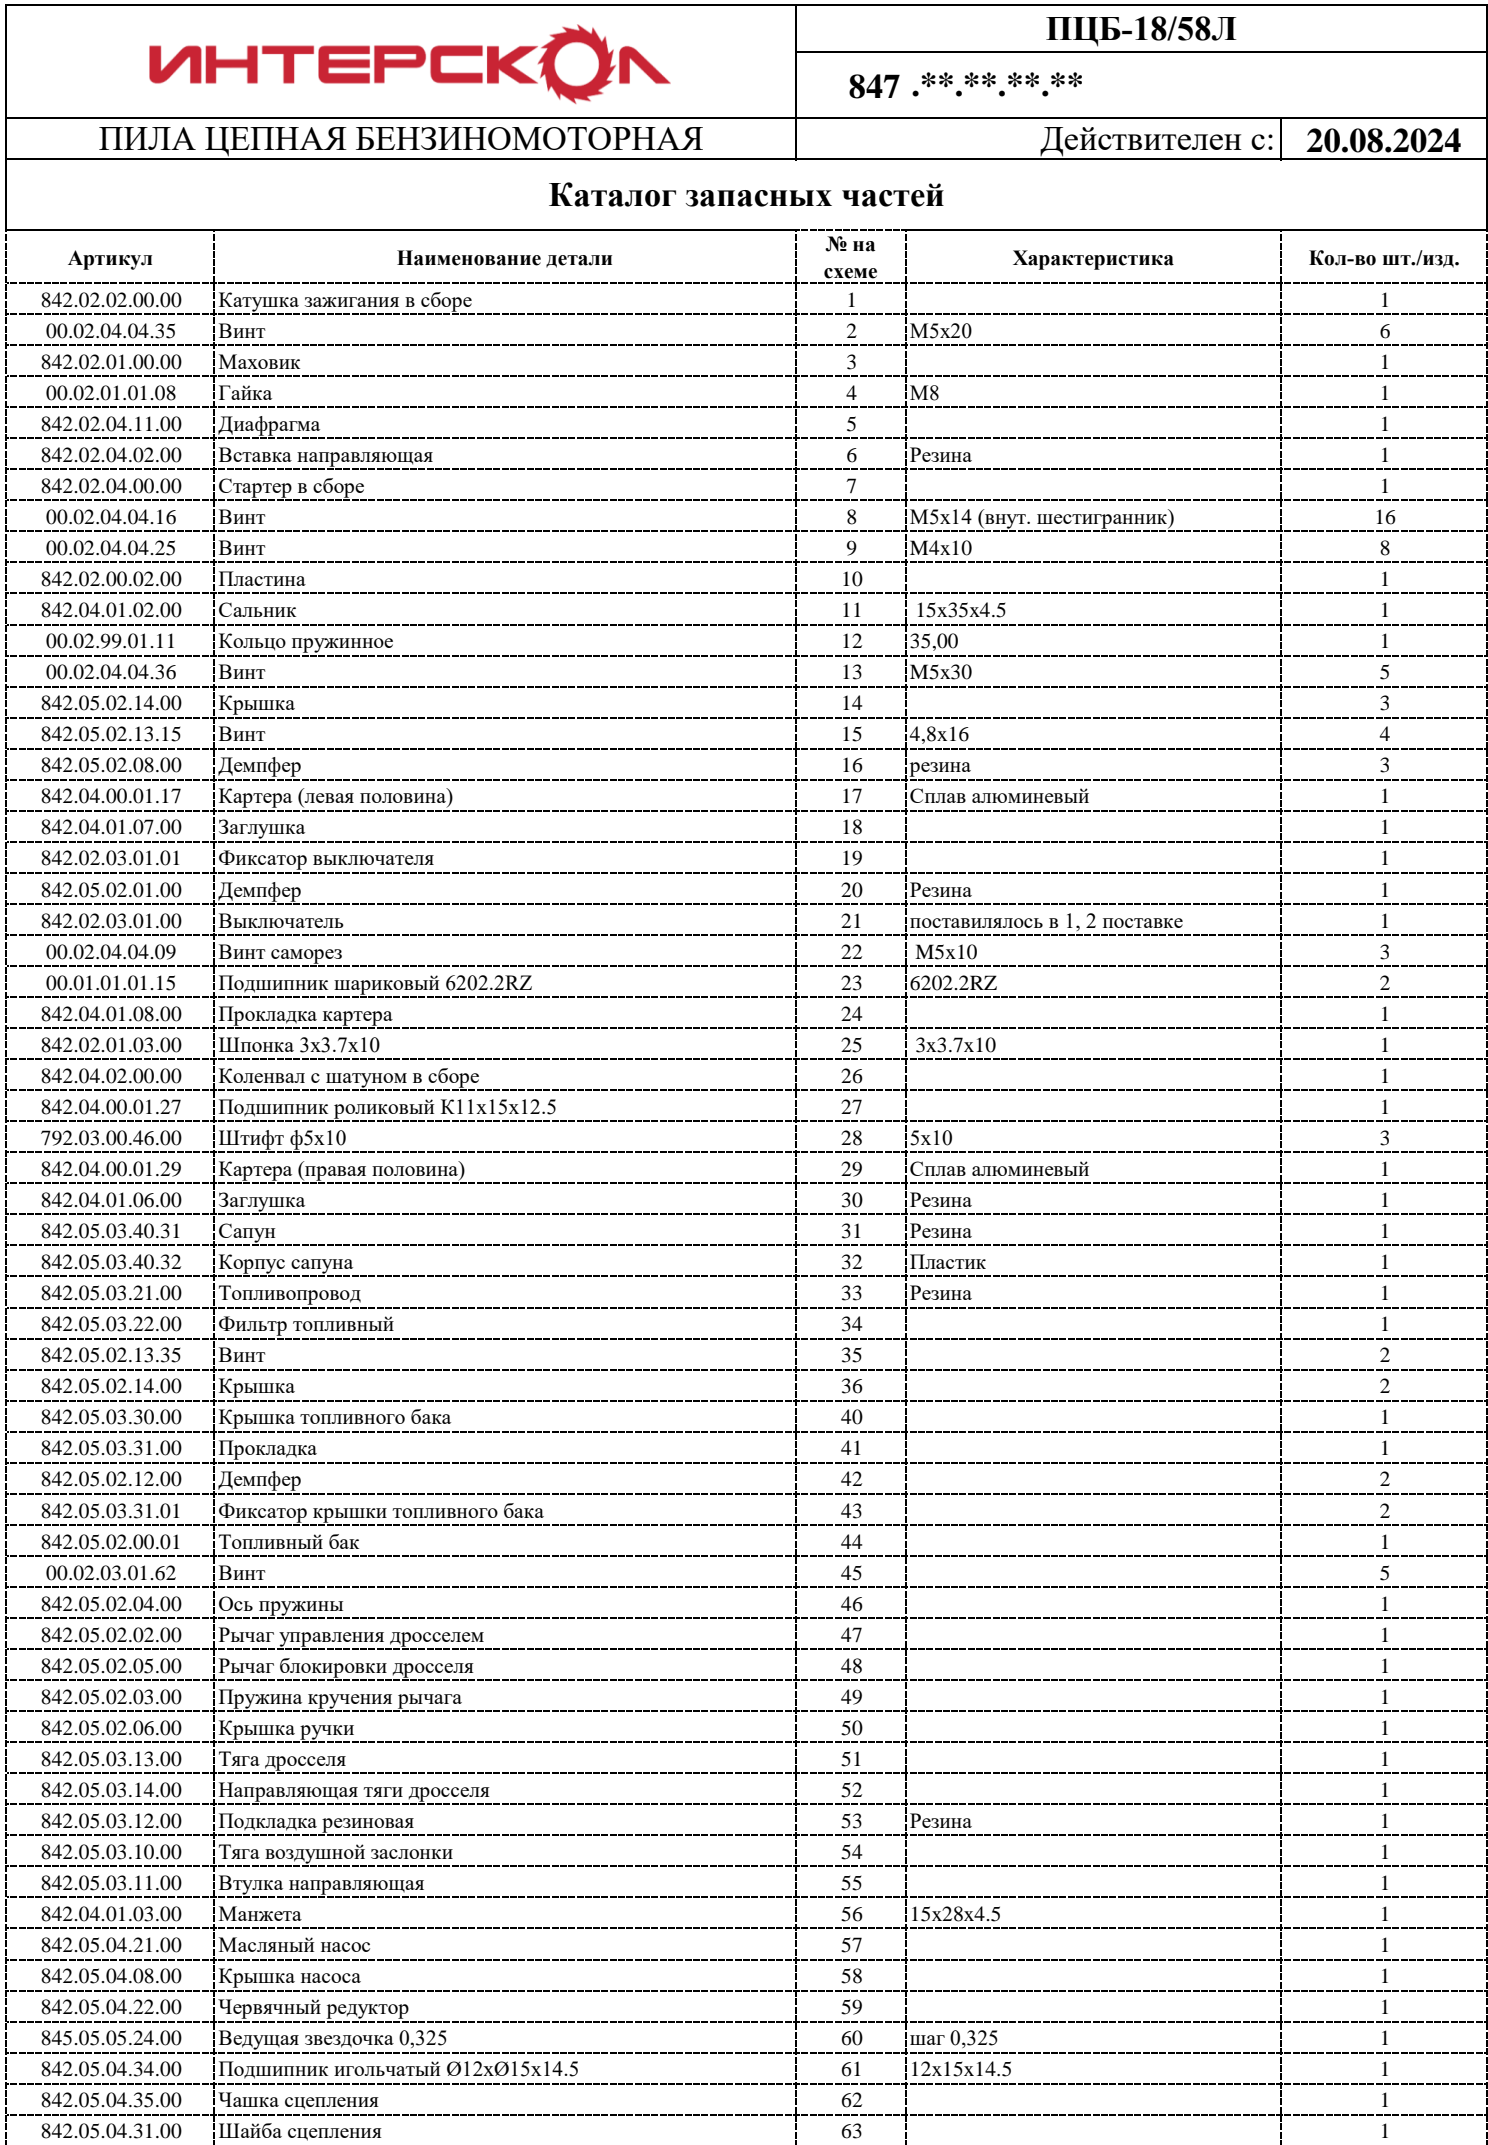 ИНТЕРСКОЛ
ПЦБ-18/58Л
847 .**.**.**.**
ПИЛА ЦЕПНАЯ БЕНЗИНОМОТОРНАЯ Действителен с: 20.08.2024
Каталог запасных частей
Артикул Наименование детали № на схеме Характеристика Кол-во шт./изд.
842.02.02.00.00 Катушка зажигания в сборе 1 1
00.02.04.04.35 Винт 2 М5х20 6
842.02.01.00.00 Маховик 3 1
00.02.01.01.08 Гайка 4 М8 1
842.02.04.11.00 Диафрагма 5 1
842.02.04.02.00 Вставка направляющая 6 Резина 1
842.02.04.00.00 Стартер в сборе 7 1
00.02.04.04.16 Винт 8 М5х14 (внут. шестигранник) 16
00.02.04.04.25 Винт 9 М4х10 8
842.02.00.02.00 Пластина 10 1
842.04.01.02.00 Сальник 11 15х35х4.5 1
00.02.99.01.11 Кольцо пружинное 12 35,00 1
00.02.04.04.36 Винт 13 М5х30 5
842.05.02.14.00 Крышка 14 3
842.05.02.13.15 Винт 15 4,8х16 4
842.05.02.08.00 Демпфер 16 резина 3
842.04.00.01.17 Картера (левая половина) 17 Сплав алюминевый 1
842.04.01.07.00 Заглушка 18 1
842.02.03.01.01 Фиксатор выключателя 19 1
842.05.02.01.00 Демпфер 20 Резина 1
842.02.03.01.00 Выключатель 21 поставилялось в 1, 2 поставке 1
00.02.04.04.09 Винт саморез 22 М5х10 3
00.01.01.01.15 Подшипник шариковый 6202.2RZ 23 6202.2RZ 2
842.04.01.08.00 Прокладка картера 24 1
842.02.01.03.00 Шпонка 3х3.7х10 25 3х3.7х10 1
842.04.02.00.00 Коленвал с шатуном в сборе 26 1
842.04.00.01.27 Подшипник роликовый К11х15х12.5 27 1
792.03.00.46.00 Штифт ф5х10 28 5х10 3
842.04.00.01.29 Картера (правая половина) 29 Сплав алюминевый 1
842.04.01.06.00 Заглушка 30 Резина 1
842.05.03.40.31 Сапун 31 Резина 1
842.05.03.40.32 Корпус сапуна 32 Пластик 1
842.05.03.21.00 Топливопровод 33 Резина 1
842.05.03.22.00 Фильтр топливный 34 1
842.05.02.13.35 Винт 35 2
842.05.02.14.00 Крышка 36 2
842.05.03.30.00 Крышка топливного бака 40 1
842.05.03.31.00 Прокладка 41 1
842.05.02.12.00 Демпфер 42 2
842.05.03.31.01 Фиксатор крышки топливного бака 43 2
842.05.02.00.01 Топливный бак 44 1
00.02.03.01.62 Винт 45 5
842.05.02.04.00 Ось пружины 46 1
842.05.02.02.00 Рычаг управления дросселем 47 1
842.05.02.05.00 Рычаг блокировки дросселя 48 1
842.05.02.03.00 Пружина кручения рычага 49 1
842.05.02.06.00 Крышка ручки 50 1
842.05.03.13.00 Тяга дросселя 51 1
842.05.03.14.00 Направляющая тяги дросселя 52 1
842.05.03.12.00 Подкладка резиновая 53 Резина 1
842.05.03.10.00 Тяга воздушной заслонки 54 1
842.05.03.11.00 Втулка направляющая 55 1
842.04.01.03.00 Манжета 56 15х28х4.5 1
842.05.04.21.00 Масляный насос 57 1
842.05.04.08.00 Крышка насоса 58 1
842.05.04.22.00 Червячный редуктор 59 1
845.05.05.24.00 Ведущая звездочка 0,325 60 шаг 0,325 1
842.05.04.34.00 Подшипник игольчатый Ø12хØ15х14.5 61 12х15х14.5 1
842.05.04.35.00 Чашка сцепления 62 1
842.05.04.31.00 Шайба сцепления 63 1